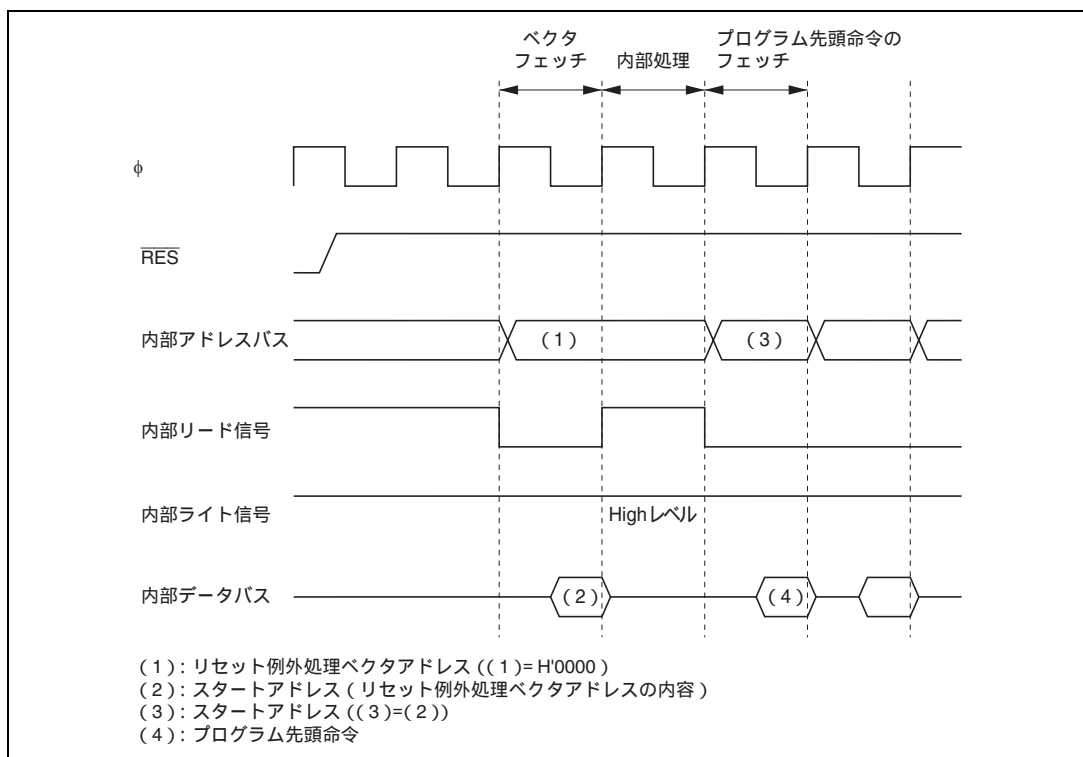 ベクタ
フェッチ
内部処理
プログラム先頭命令の
フェッチ
φ
RES
内部アドレスバス
(1)
(3)
内部リード信号
内部ライト信号
Highレベル
内部データバス
(2)
(4)
(1): リセット例外処理ベクタアドレス((1)= H'0000)
(2): スタートアドレス(リセット例外処理ベクタアドレスの内容)
(3): スタートアドレス((3)=(2))
(4): プログラム先頭命令